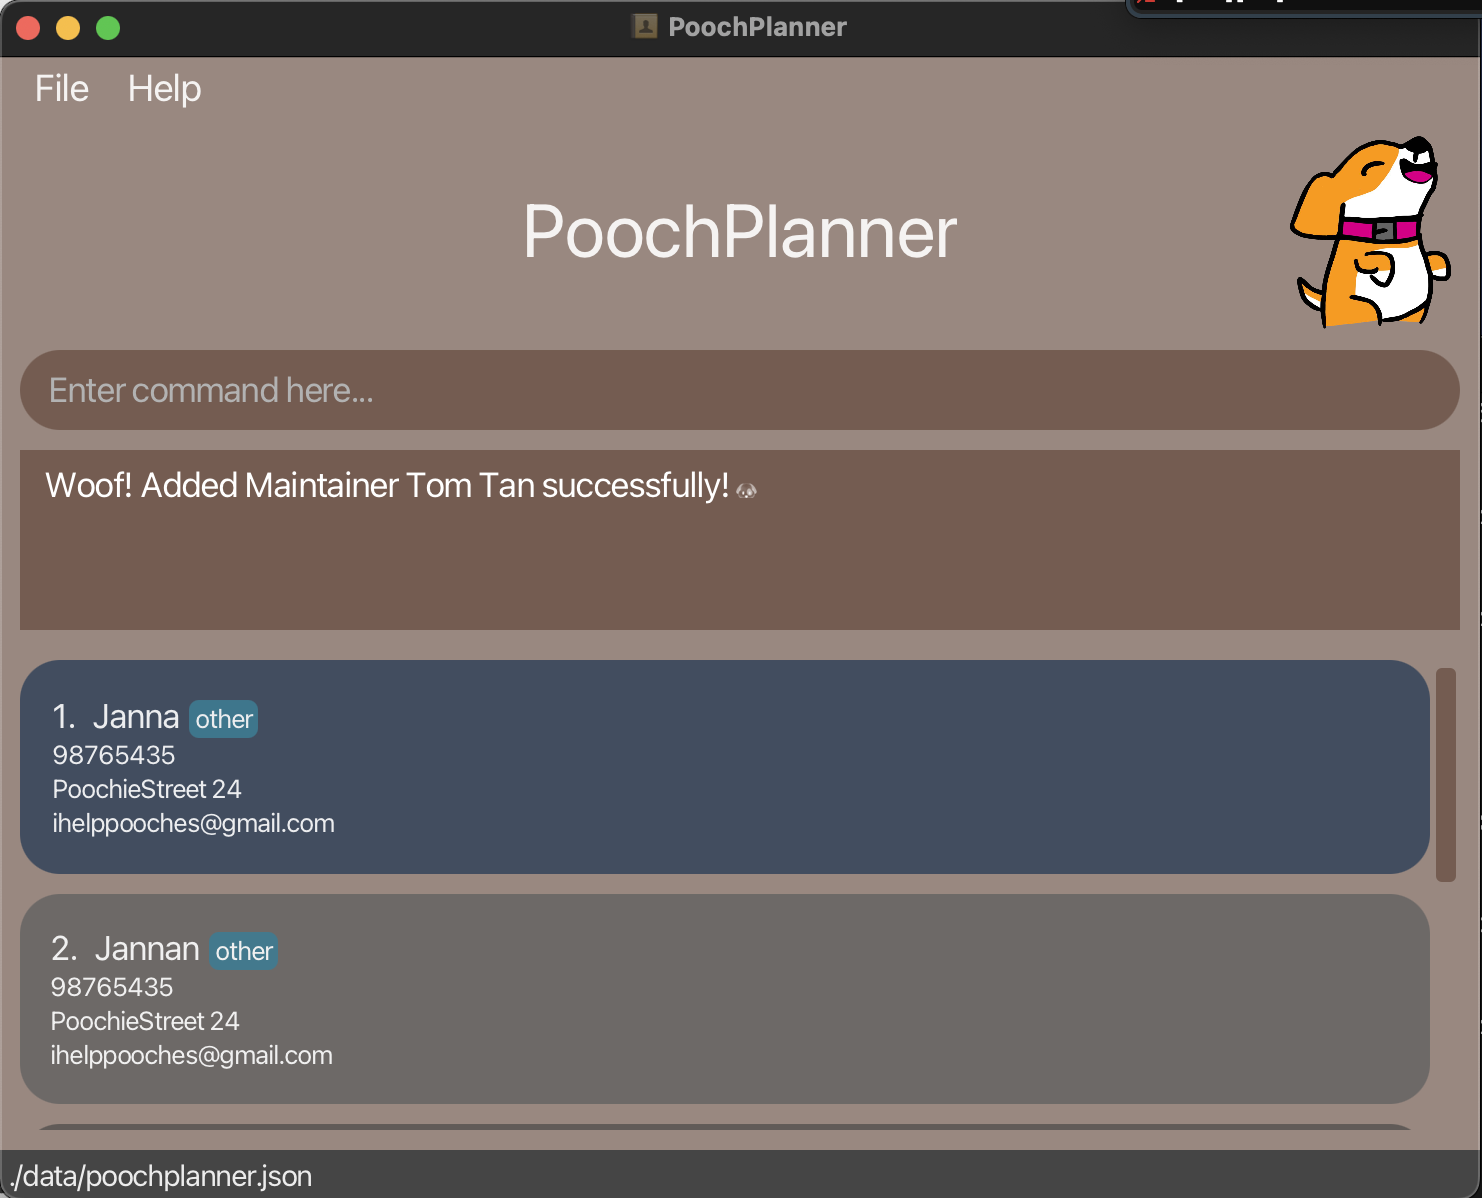 PoochPlanner
File Help
PoochPlanner
Enter command here...
Woof! Added Maintainer Tom Tan successfully!
1. Janna other
98765435
PoochieStreet 24
ihelppooches@gmail.com
2. Jannan other
98765435
PoochieStreet 24
ihelppooches@gmail.com
./data/poochplanner.json